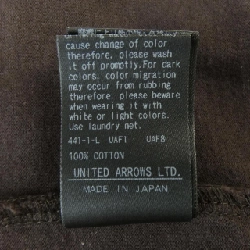 cause change of color
therefore, please wash
it off promptly.For dark
colors, color migration
may occur from rubbing
therefore, please beware
when wearing it with
white or light colors.
use laundry net.
441-1-L UAF1 UAF8
100% COTTON
UNITED ARROWS LTD.
MADE IN JAPAN